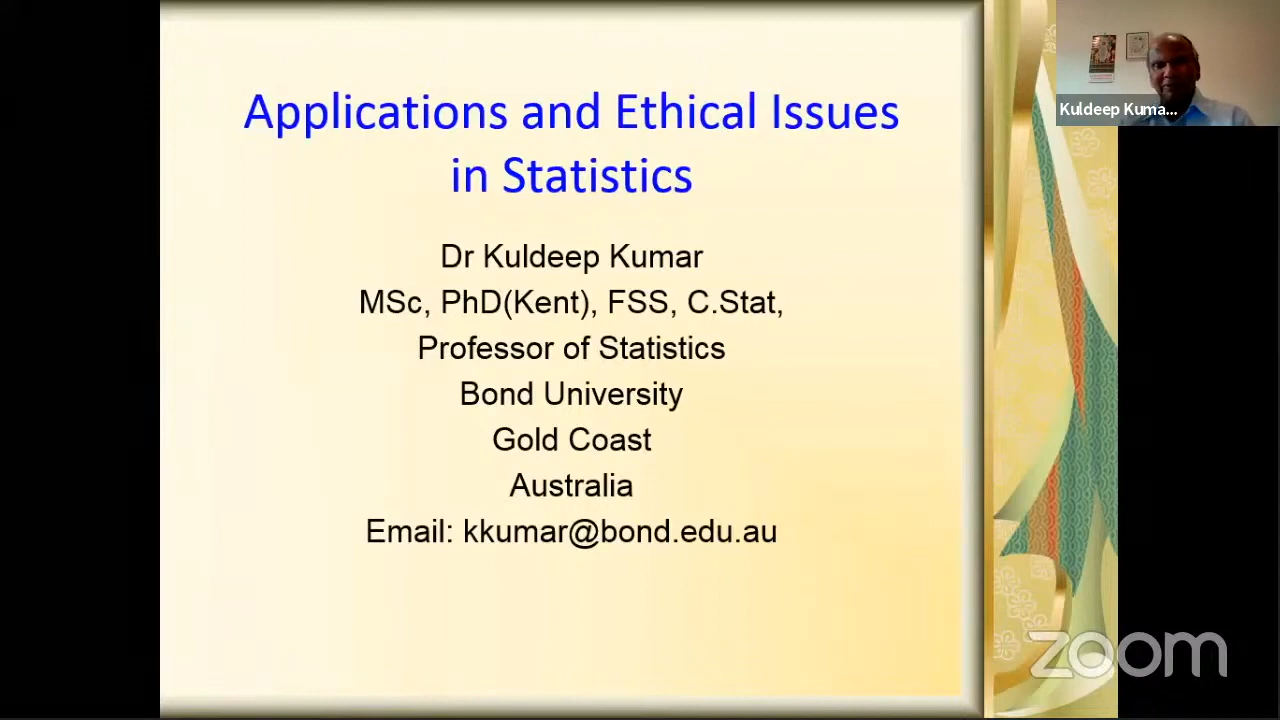 Applications and Ethical Issues
in Statistics
Dr Kuldeep Kumar
MSc, PhD(Kent), FSS, C.Stat,
Professor of Statistics
Bond University
Gold Coast
Australia
Email: kkumar@bond.edu.au
Kuldeep Kuma...
zoom